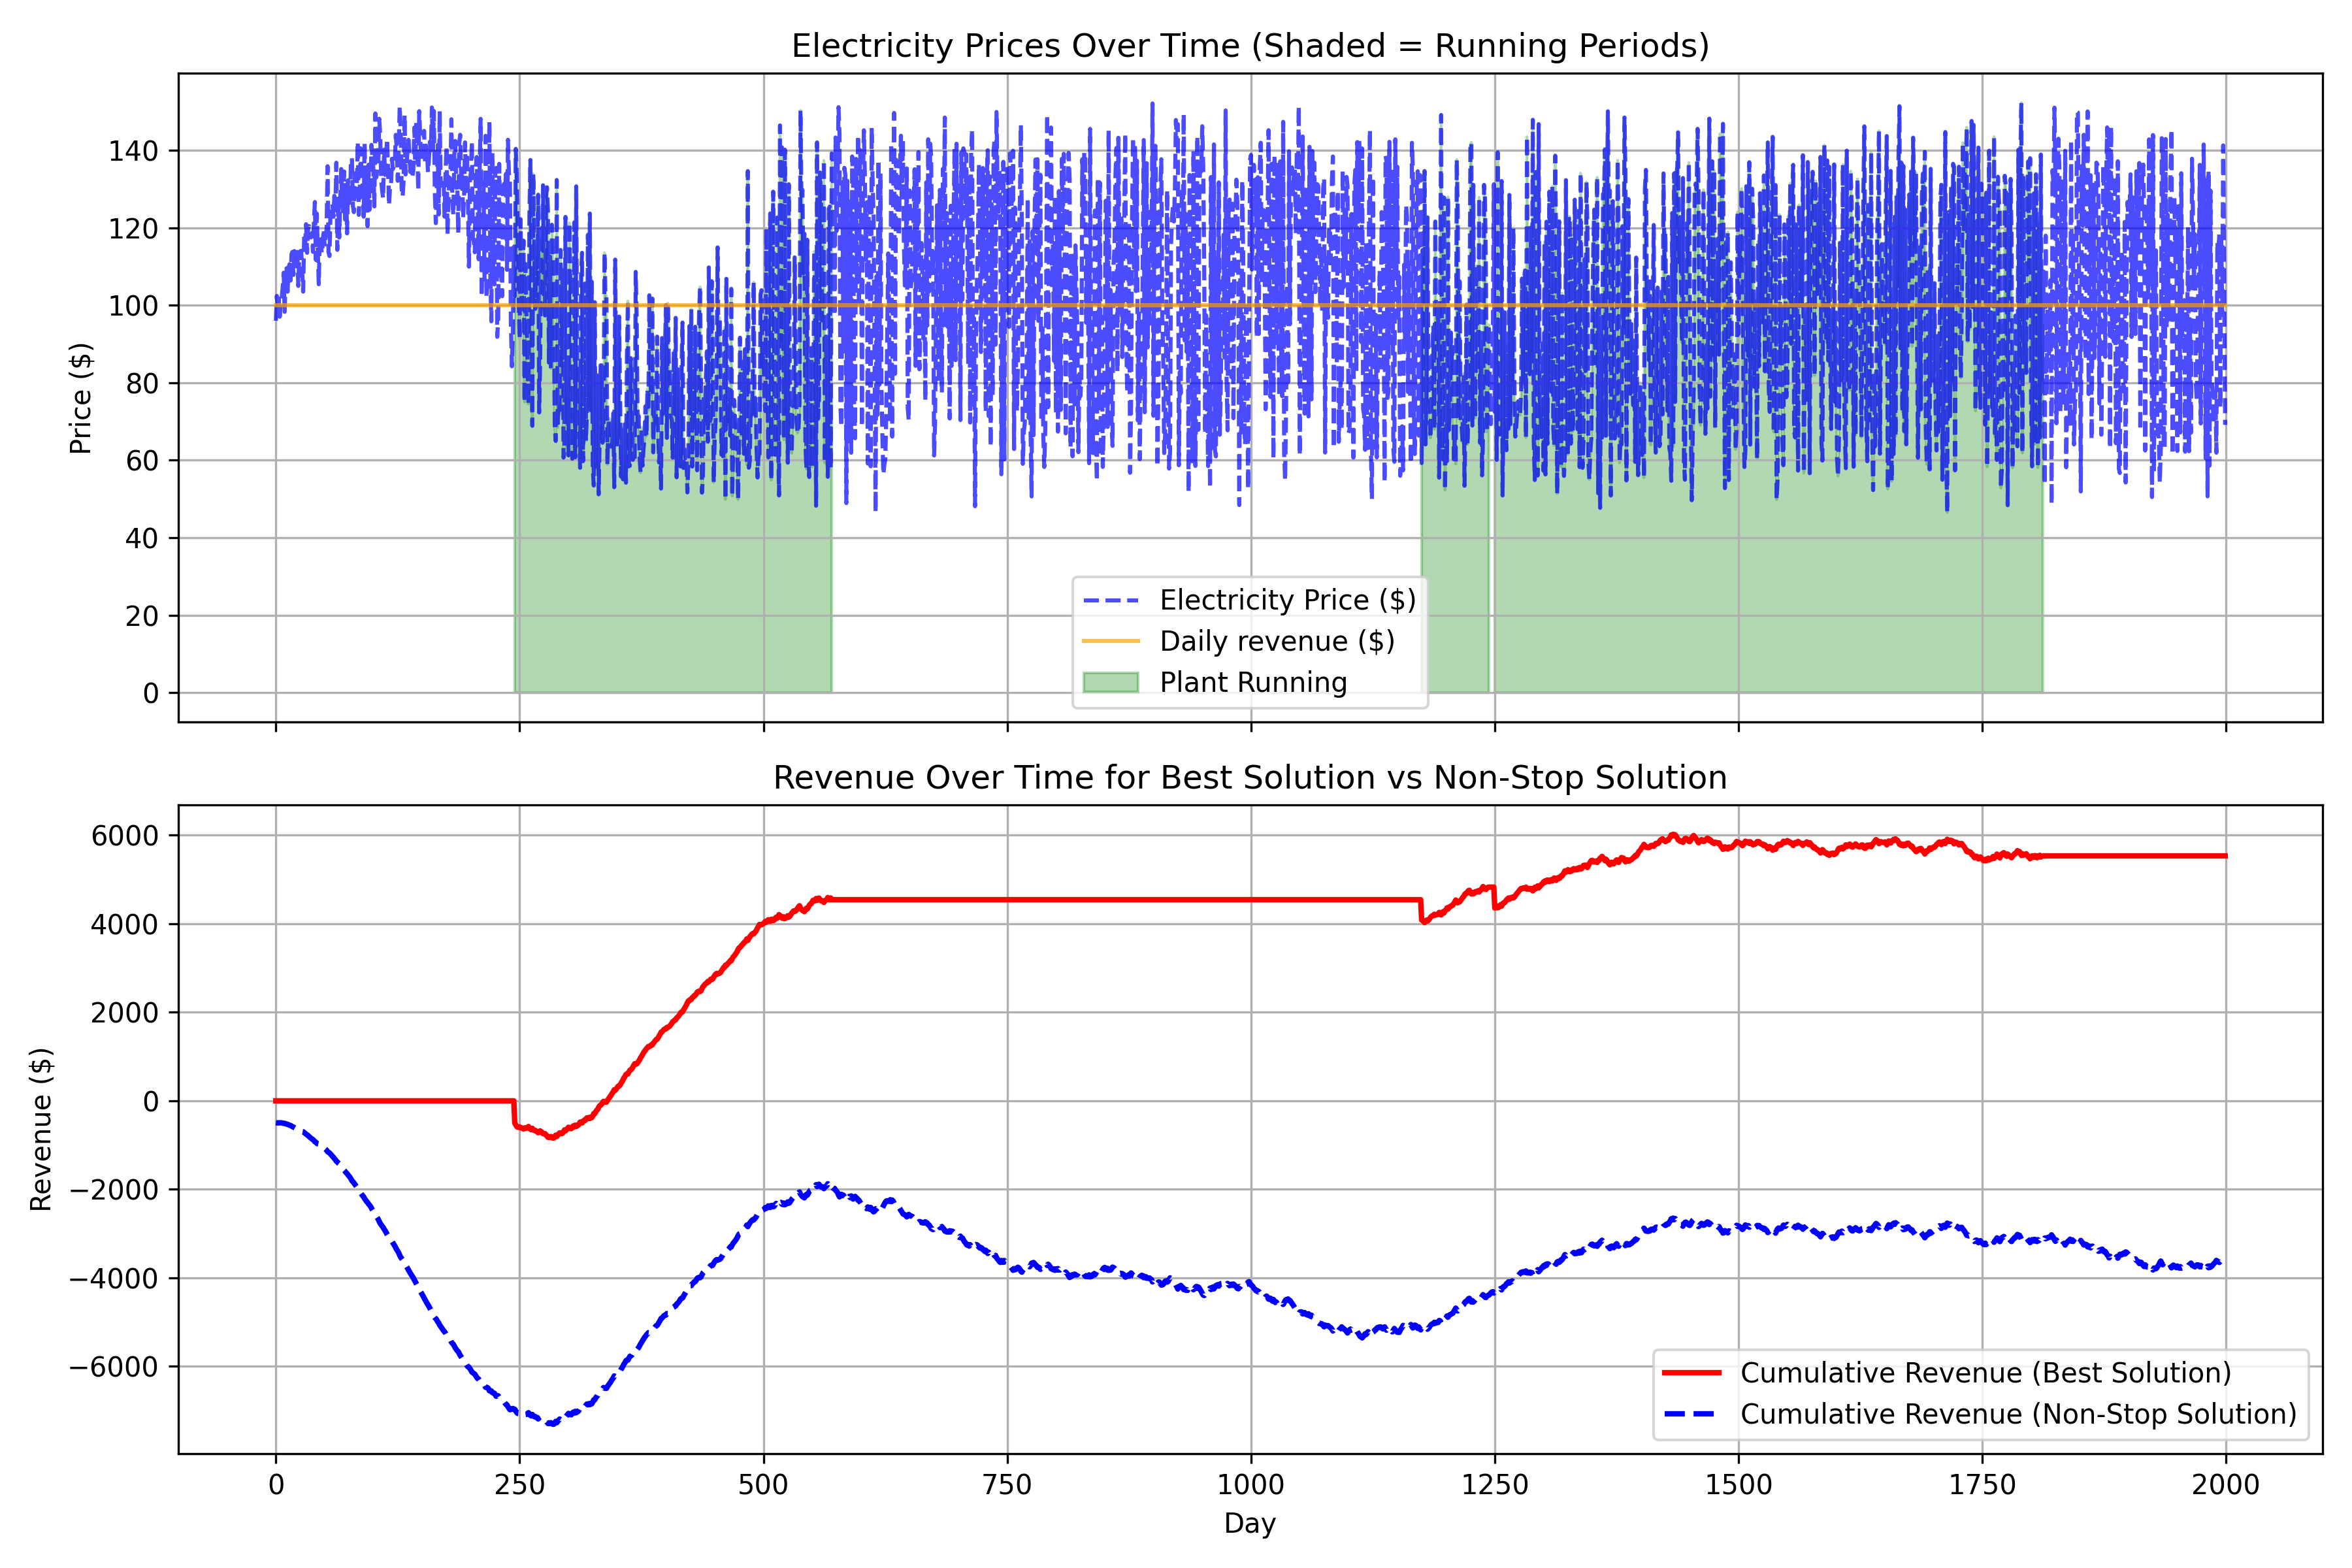 Electricity Prices Over Time (Shaded = Running Periods)
Price ($)
140
120
100
80
60
40
20
0
Electricity Price ($)
Daily revenue ($)
Plant Running
Revenue Over Time for Best Solution vs Non-Stop Solution
Revenue ($)
6000
4000
2000
0
−2000
−4000
−6000
Cumulative Revenue (Best Solution)
Cumulative Revenue (Non-Stop Solution)
0 250 500 750 1000 1250 1500 1750 2000
Day